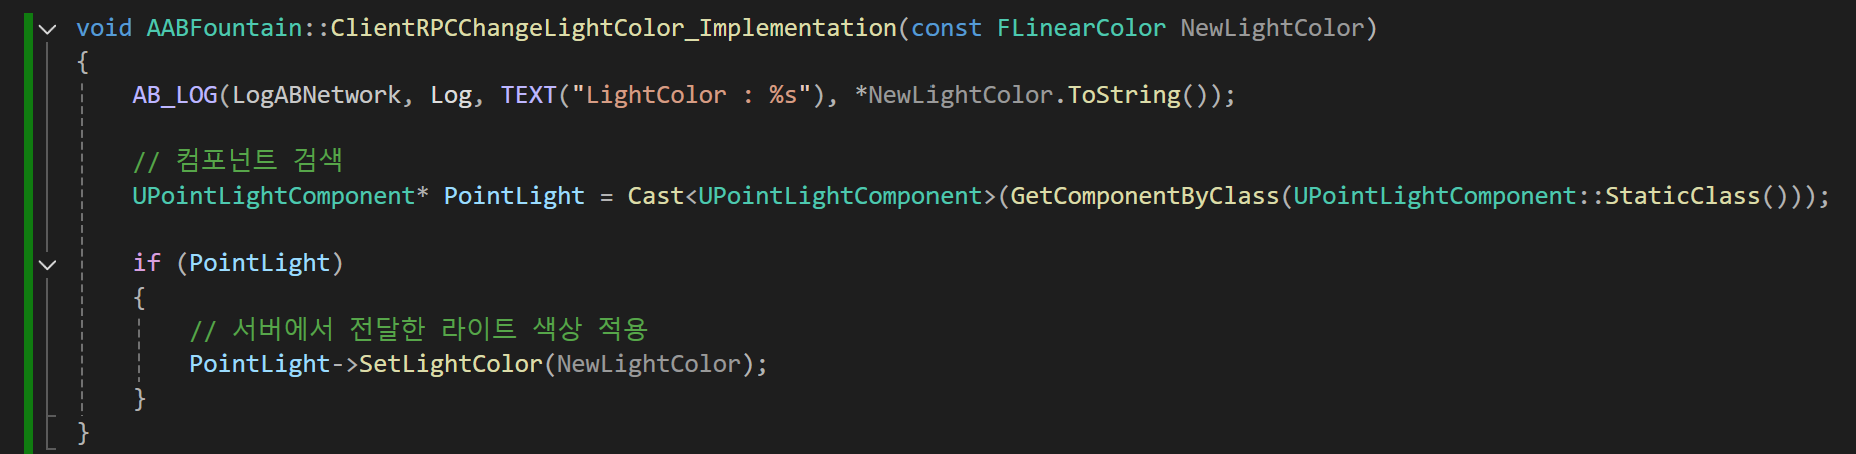 void AABFountain::ClientRPCChangeLightColor_Implementation(const FLinearColor NewLightColor)
{
AB_LOG(LogABNetwork, Log, TEXT("LightColor : %s"), *NewLightColor.ToString());
// 컴포넌트 검색
UPointLightComponent* PointLight = Cast<UPointLightComponent>(GetComponentByClass(UPointLightComponent::StaticClass()));
if (PointLight)
{
// 서버에서 전달한 라이트 색상 적용
PointLight->SetLightColor(NewLightColor);
}
}